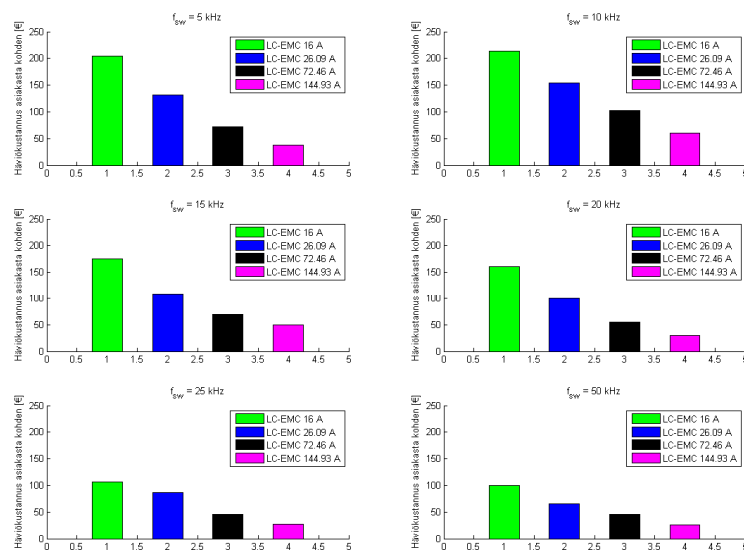 f_sw = 5 kHz
Häviökustannus asiakasta kohden [€]
250
200
150
100
50
0
LC-EMC 16 A
LC-EMC 26.09 A
LC-EMC 72.46 A
LC-EMC 144.93 A
0 0.5 1 1.5 2 2.5 3 3.5 4 4.5 5
f_sw = 10 kHz
Häviökustannus asiakasta kohden [€]
250
200
150
100
50
0
LC-EMC 16 A
LC-EMC 26.09 A
LC-EMC 72.46 A
LC-EMC 144.93 A
0 0.5 1 1.5 2 2.5 3 3.5 4 4.5 5
f_sw = 15 kHz
Häviökustannus asiakasta kohden [€]
250
200
150
100
50
0
LC-EMC 16 A
LC-EMC 26.09 A
LC-EMC 72.46 A
LC-EMC 144.93 A
0 0.5 1 1.5 2 2.5 3 3.5 4 4.5 5
f_sw = 20 kHz
Häviökustannus asiakasta kohden [€]
250
200
150
100
50
0
LC-EMC 16 A
LC-EMC 26.09 A
LC-EMC 72.46 A
LC-EMC 144.93 A
0 0.5 1 1.5 2 2.5 3 3.5 4 4.5 5
f_sw = 25 kHz
Häviökustannus asiakasta kohden [€]
250
200
150
100
50
0
LC-EMC 16 A
LC-EMC 26.09 A
LC-EMC 72.46 A
LC-EMC 144.93 A
0 0.5 1 1.5 2 2.5 3 3.5 4 4.5 5
f_sw = 50 kHz
Häviökustannus asiakasta kohden [€]
250
200
150
100
50
0
LC-EMC 16 A
LC-EMC 26.09 A
LC-EMC 72.46 A
LC-EMC 144.93 A
0 0.5 1 1.5 2 2.5 3 3.5 4 4.5 5